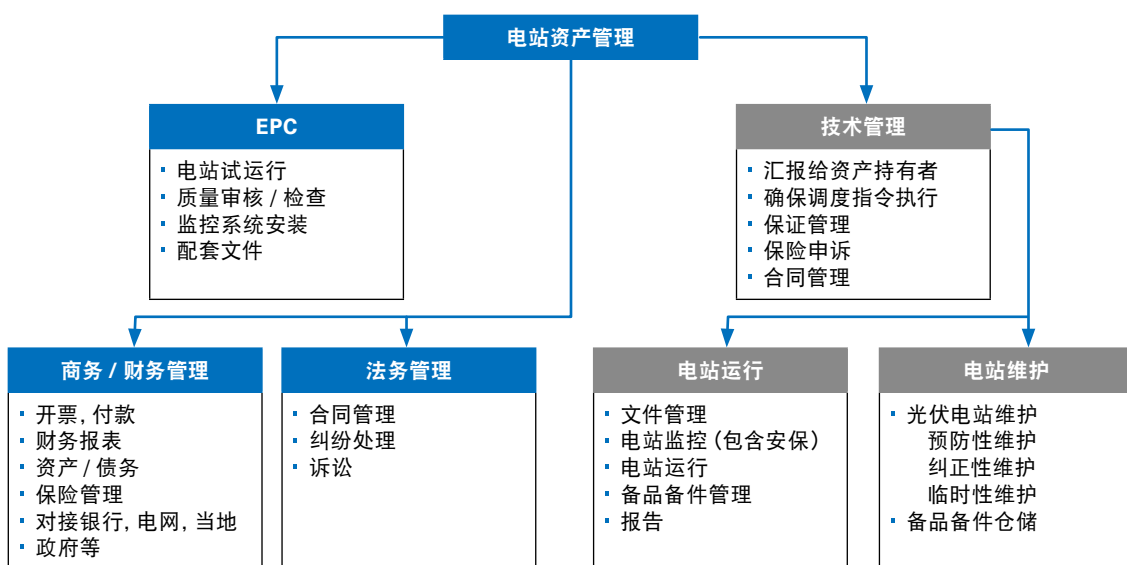 电站资产管理
EPC
电站试运行
质量审核 / 检查
监控系统安装
配套文件
技术管理
汇报给资产持有者
确保调度指令执行
保证管理
保险申诉
合同管理
商务 / 财务管理
开票, 付款
财务报表
资产 / 债务
保险管理
对接银行, 电网, 当地
政府等
法务管理
合同管理
纠纷处理
诉讼
电站运行
文件管理
电站监控 (包含安保)
电站运行
备品备件管理
报告
电站维护
光伏电站维护
预防性维护
纠正性维护
临时性维护
备品备件仓储